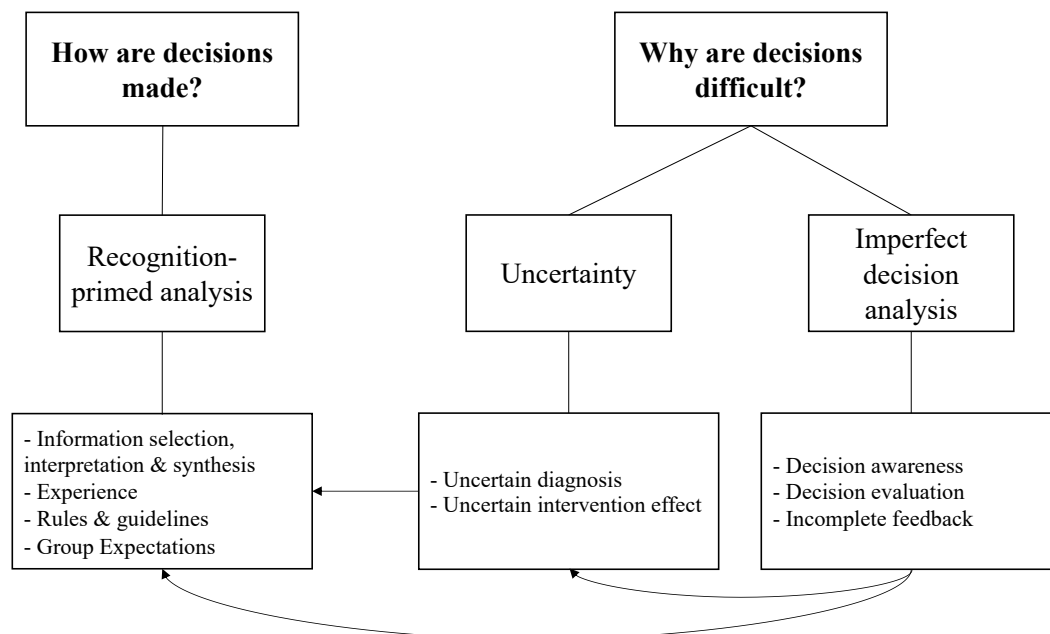 How are decisions
made?
Why are decisions
difficult?
Recognition-
primed analysis
Uncertainty
Imperfect
decision
analysis
- Information selection,
interpretation & synthesis
- Experience
- Rules & guidelines
- Group Expectations
- Uncertain diagnosis
- Uncertain intervention effect
- Decision awareness
- Decision evaluation
- Incomplete feedback